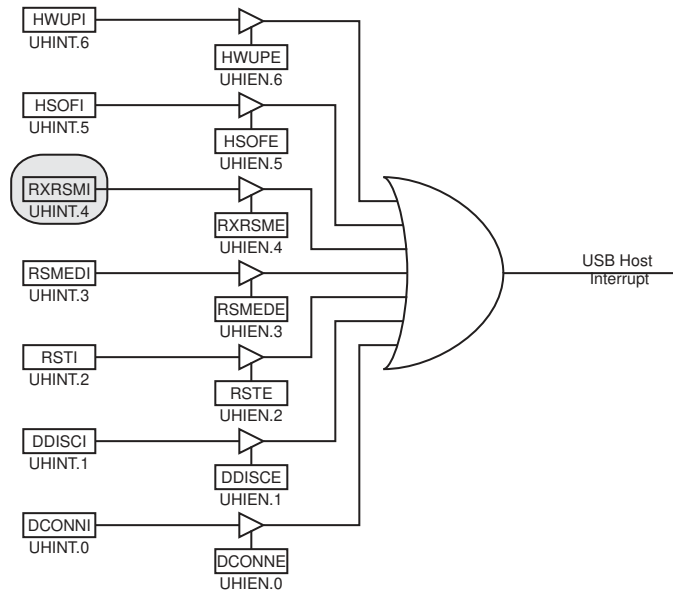 HWUPI
UHINT.6
HWUPE
UHIEN.6
HSOFI
UHINT.5
HSOFE
UHIEN.5
RXRSMI
UHINT.4
RXRSME
UHIEN.4
USB Host
Interrupt
RSMEDI
UHINT.3
RSMEDE
UHIEN.3
RSTI
UHINT.2
RSTE
UHIEN.2
DDISCI
UHINT.1
DDISCE
UHIEN.1
DCONNI
UHINT.0
DCONNE
UHIEN.0